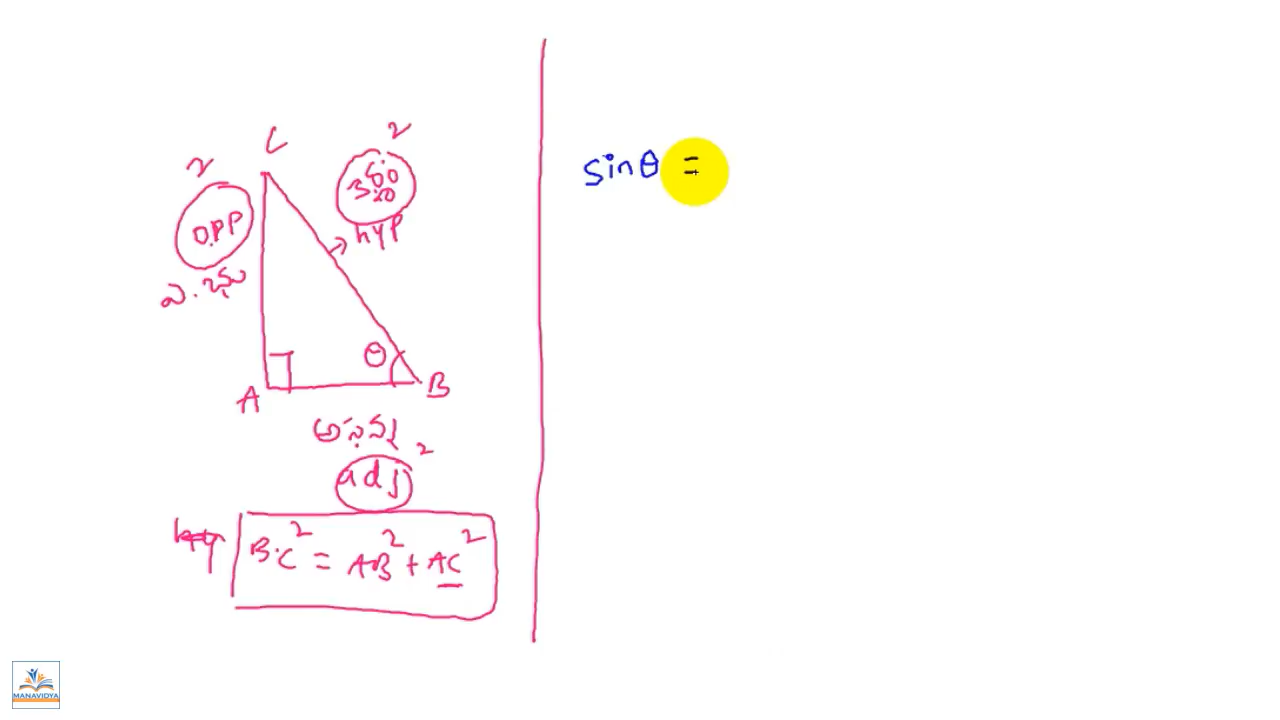 C
2
2
opp
hyp
sinθ =
θ
A
B
2
adj
BC² = AB² + AC²
MANAVIDYA